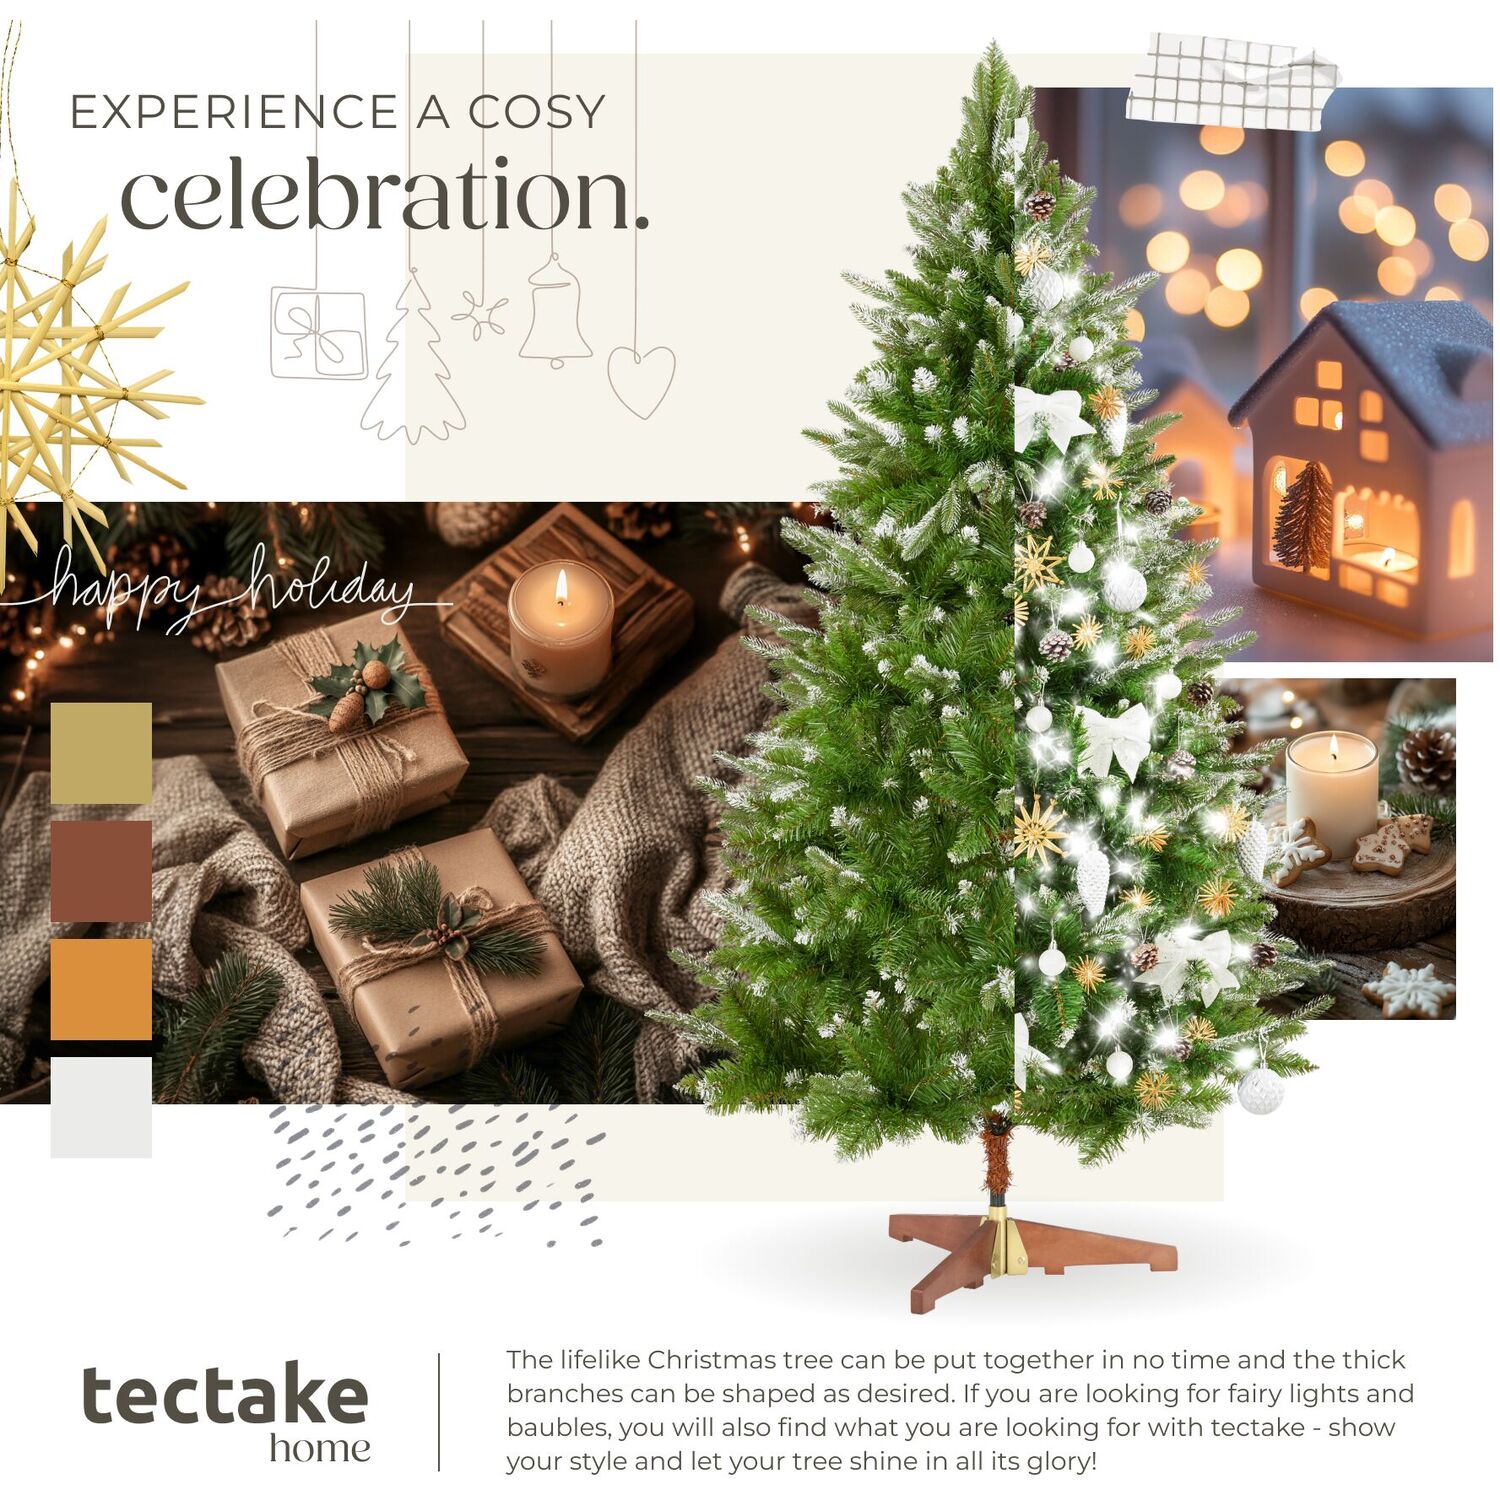 EXPERIENCE A COSY
celebration.
happy holiday
tectake
home
The lifelike Christmas tree can be put together in no time and the thick
branches can be shaped as desired. If you are looking for fairy lights and
baubles, you will also find what you are looking for with tectake - show
your style and let your tree shine in all its glory!